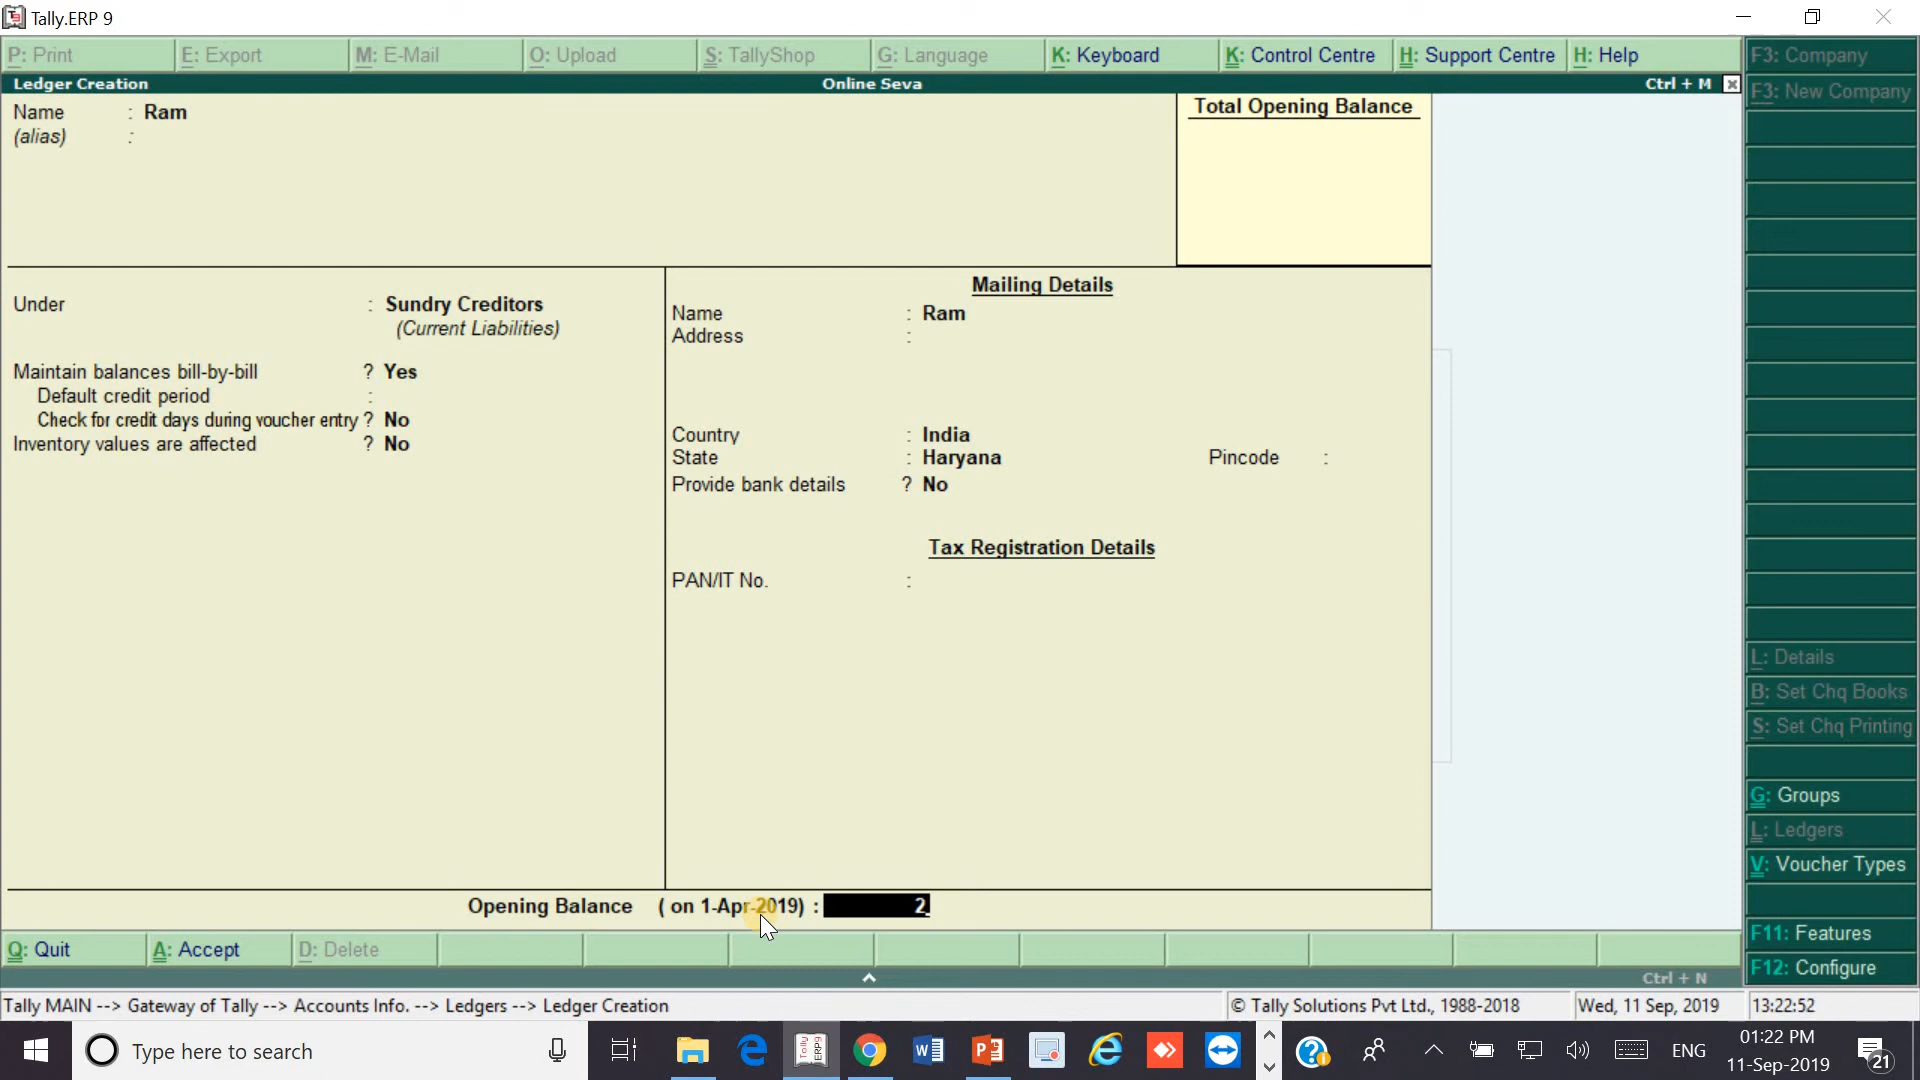 Tally.ERP 9
P: Print E: Export M: E-Mail O: Upload S: TallyShop G: Language K: Keyboard K: Control Centre H: Support Centre H: Help
Ledger Creation Online Seva Ctrl + M
Name : Ram
(alias) :
Total Opening Balance
Under : Sundry Creditors
(Current Liabilities)
Maintain balances bill-by-bill ? Yes
Default credit period :
Check for credit days during voucher entry ? No
Inventory values are affected ? No
Mailing Details
Name : Ram
Address :
Country : India
State : Haryana Pincode :
Provide bank details ? No
Tax Registration Details
PAN/IT No. :
Opening Balance ( on 1-Apr-2019) : 2
Q: Quit A: Accept D: Delete
Ctrl + N
F3: Company
F3: New Company
L: Details
B: Set Chq Books
S: Set Chq Printing
G: Groups
L: Ledgers
V: Voucher Types
F11: Features
F12: Configure
Tally MAIN --> Gateway of Tally --> Accounts Info. --> Ledgers --> Ledger Creation © Tally Solutions Pvt Ltd., 1988-2018 Wed, 11 Sep, 2019 13:22:52
Type here to search
Tally ERP9
ENG
01:22 PM
11-Sep-2019
21